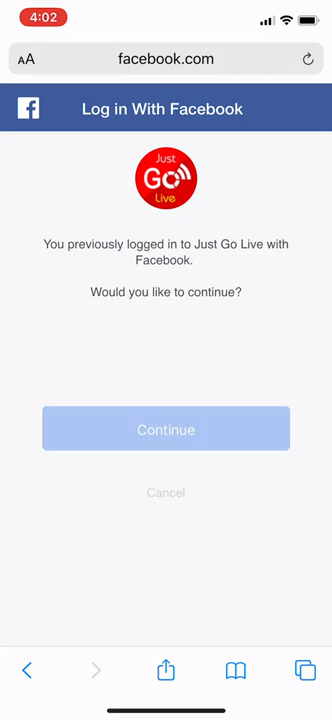 4:02
AA facebook.com
f Log in With Facebook
Just
GO
Live
You previously logged in to Just Go Live with
Facebook.
Would you like to continue?
Continue
Cancel